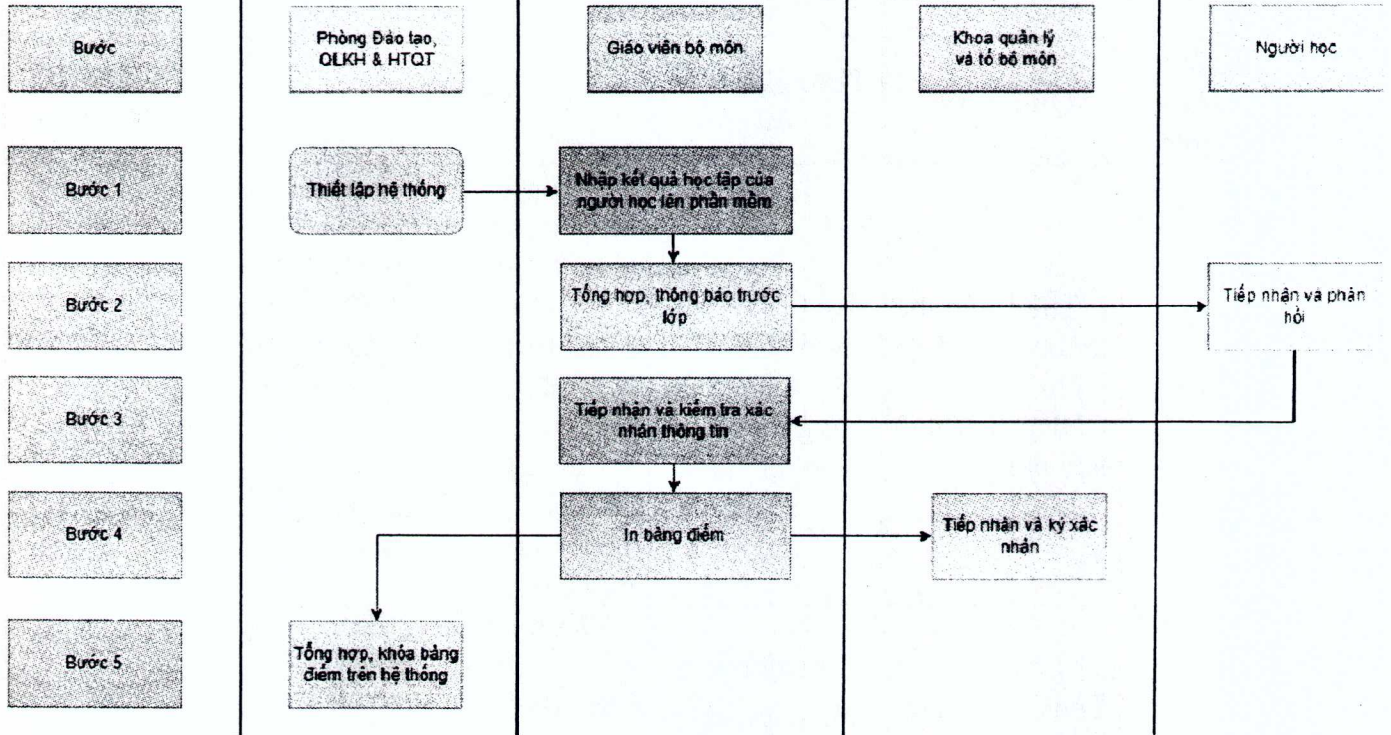 Bước
Phòng Đào tạo,
QLKH & HTQT
Giáo viên bộ môn
Khoa quản lý
và tổ bộ môn
Người học
Bước 1
Thiết lập hệ thống
Nhập kết quả học tập của
người học lên phần mềm
Bước 2
Tổng hợp, thông báo trước
lớp
Tiếp nhận và phản
hồi
Bước 3
Tiếp nhận và kiểm tra xác
nhận thông tin
Bước 4
In bảng điểm
Tiếp nhận và ký xác
nhận
Bước 5
Tổng hợp, khóa bảng
điểm trên hệ thống